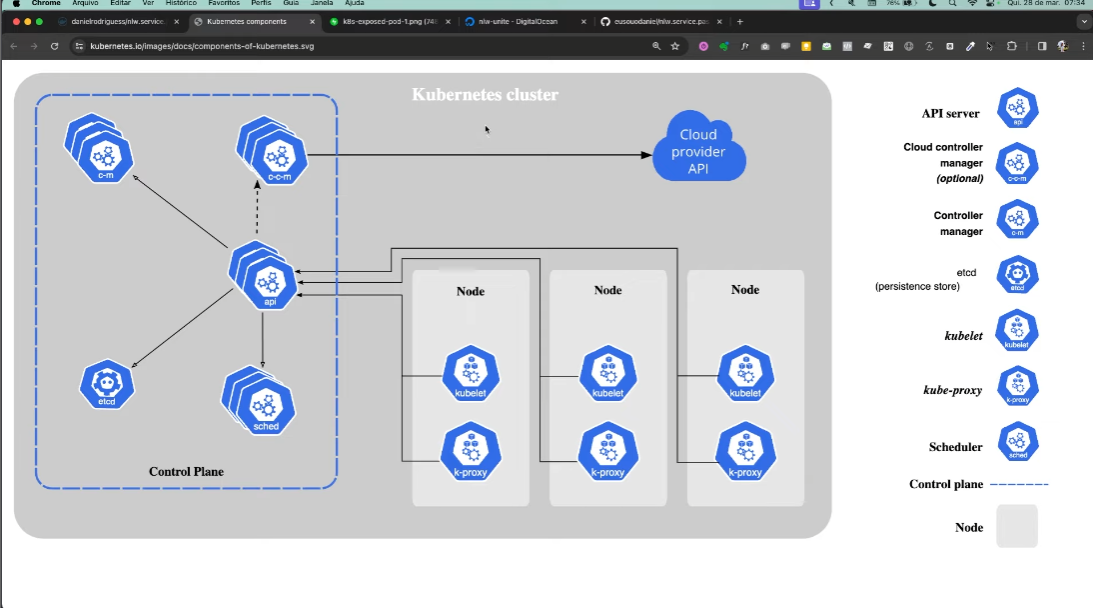 Chrome Arquivo Editar Ver Histórico Favoritos Perfis Guia Janela Ajuda
76% Qui. 28 de mar. 07:34
danielrodriguess/nlw.service. Kubernetes components k8s-exposed-pod-1.png nlw-unite - DigitalOcean eusouodaniel/nlw.service.pas
kubernetes.io/images/docs/components-of-kubernetes.svg
Kubernetes cluster
c-m
c-c-m
Cloud
provider
API
api
etcd
sched
Control Plane
Node
kubelet
k-proxy
Node
kubelet
k-proxy
Node
kubelet
k-proxy
API server
api
Cloud controller
manager
(optional)
c-c-m
Controller
manager
c-m
etcd
(persistence store)
etcd
kubelet
kubelet
kube-proxy
k-proxy
Scheduler
sched
Control plane
Node